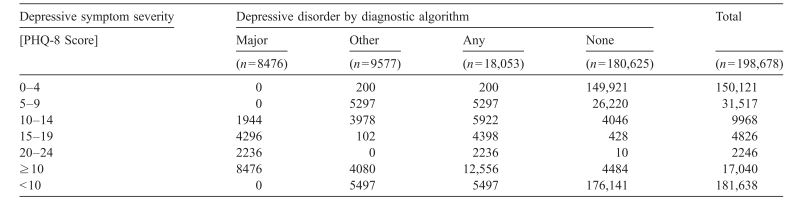 Depressive symptom severity Depressive disorder by diagnostic algorithm Total
[PHQ-8 Score] Major Other Any None
(n=8476) (n=9577) (n=18,053) (n=180,625) (n=198,678)
0–4 0 200 200 149,921 150,121
5–9 0 5297 5297 26,220 31,517
10–14 1944 3978 5922 4046 9968
15–19 4296 102 4398 428 4826
20–24 2236 0 2236 10 2246
≥10 8476 4080 12,556 4484 17,040
<10 0 5497 5497 176,141 181,638